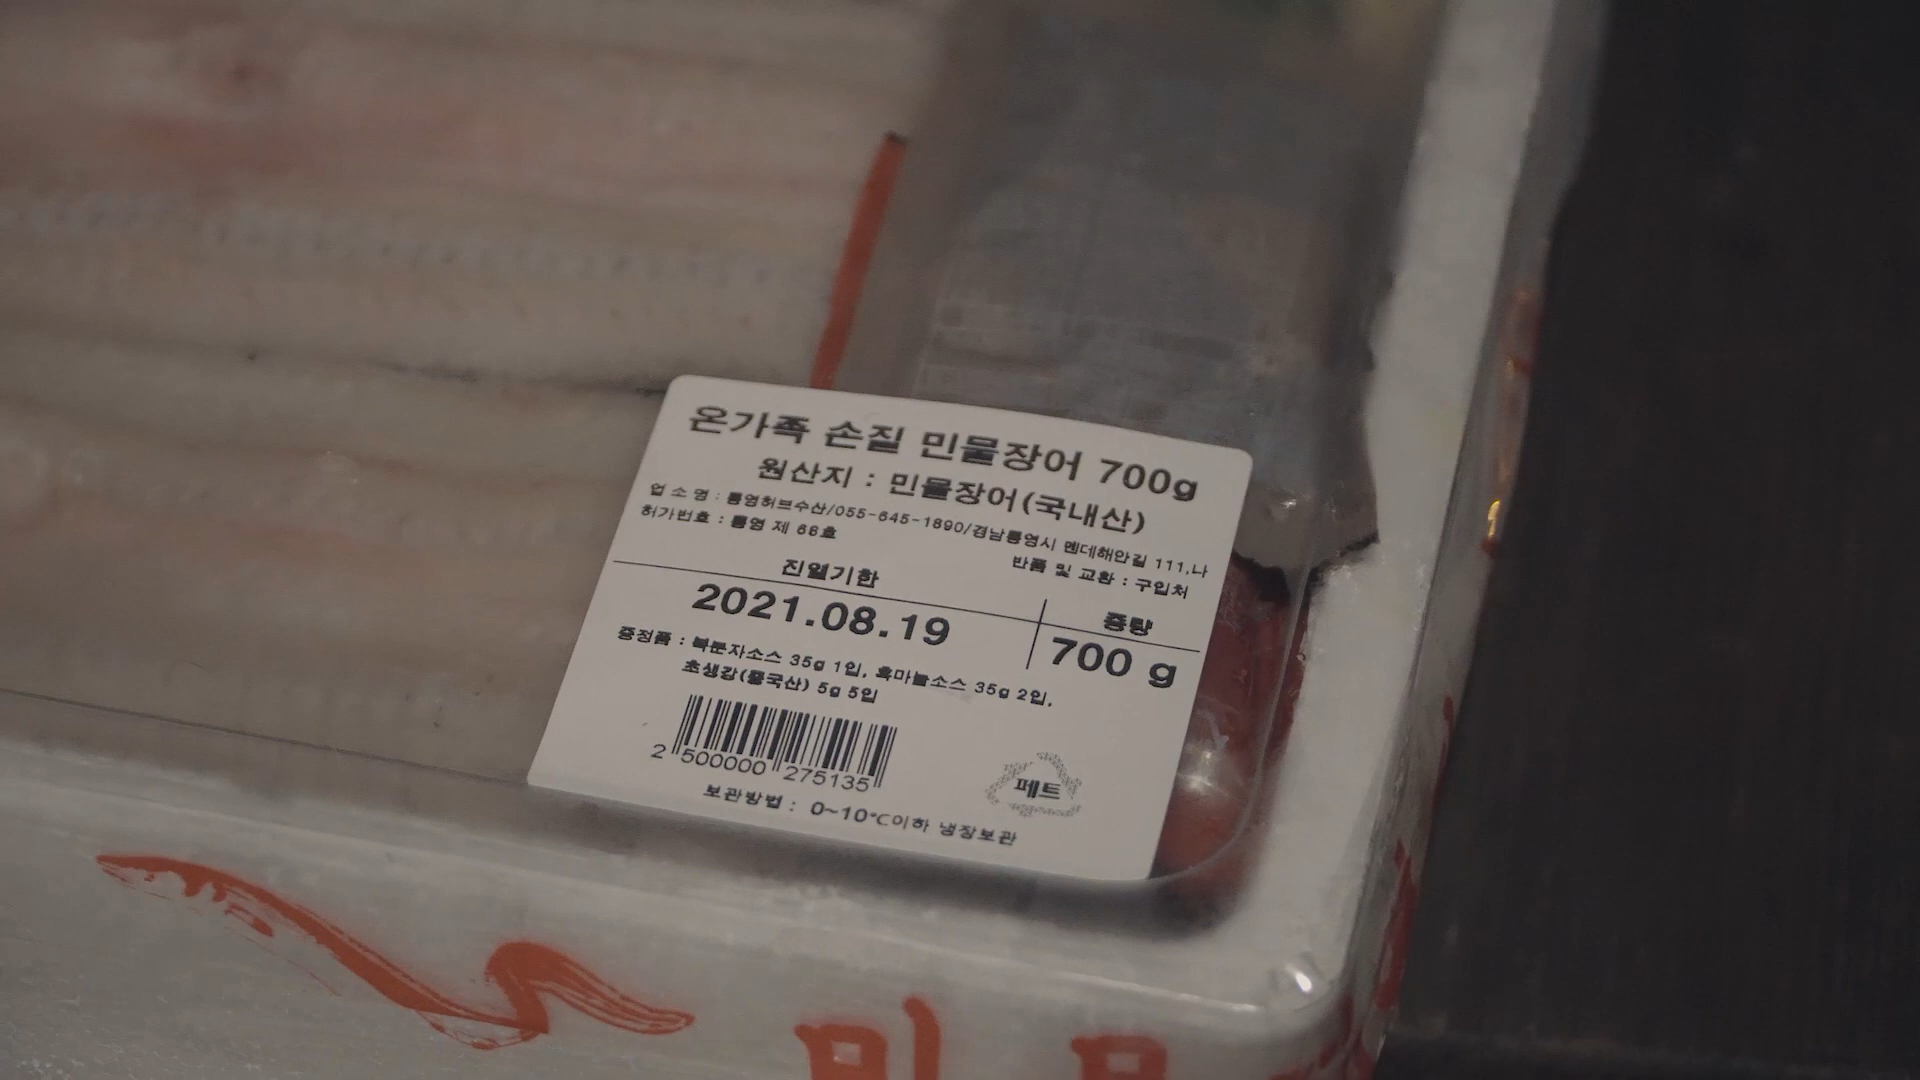 온가족 손질 민물장어 700g
원산지 : 민물장어(국내산)
업 소 명 : 통영허브수산/055-645-1890/경남통영시 멘데해안길 111,나
허가번호 : 통영 제 68호
반품 및 교환 : 구입처
진열기한
2021.08.19
중량
700 g
증정품 : 복분자소스 35g 1입, 흑마늘소스 35g 2입,
초생강(중국산) 5g 5입
2 500000 275135
페트
보관방법 : 0~10℃이하 냉장보관
민